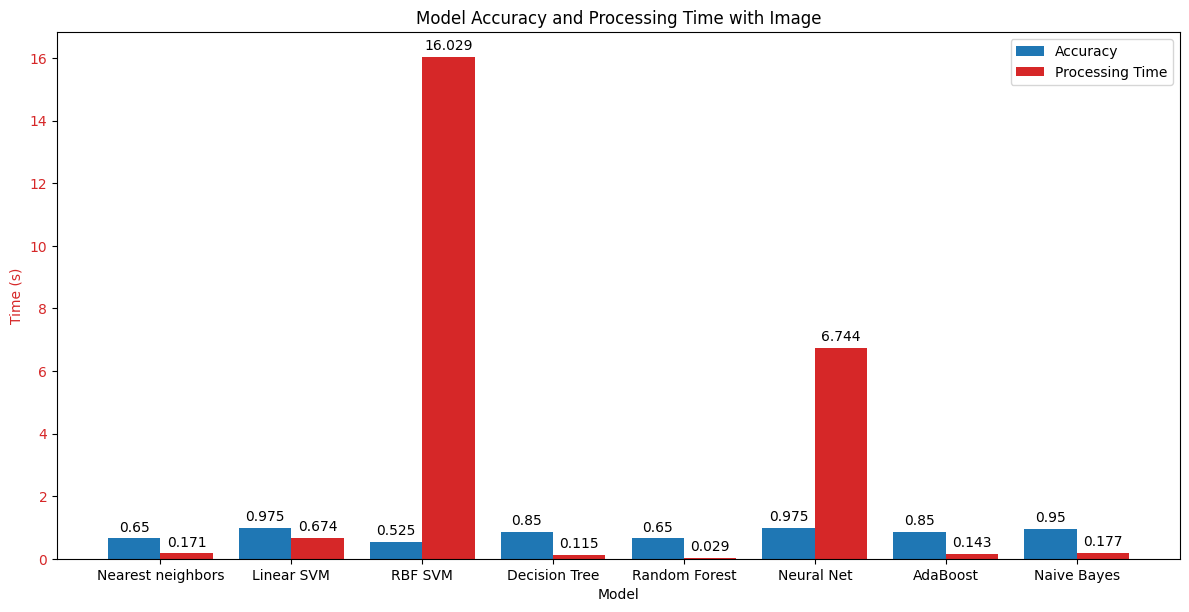 Model Accuracy and Processing Time with Image
Accuracy
Processing Time
Time (s)
16
14
12
10
8
6
4
2
0
0.65
0.171
0.975
0.674
0.525
16.029
0.85
0.115
0.65
0.029
0.975
6.744
0.85
0.143
0.95
0.177
Nearest neighbors
Linear SVM
RBF SVM
Decision Tree
Random Forest
Neural Net
AdaBoost
Naive Bayes
Model